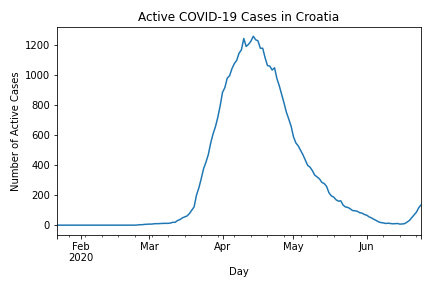 Active COVID-19 Cases in Croatia
1200
1000
800
600
400
200
0
Number of Active Cases
Feb
2020
Mar
Apr
May
Jun
Day